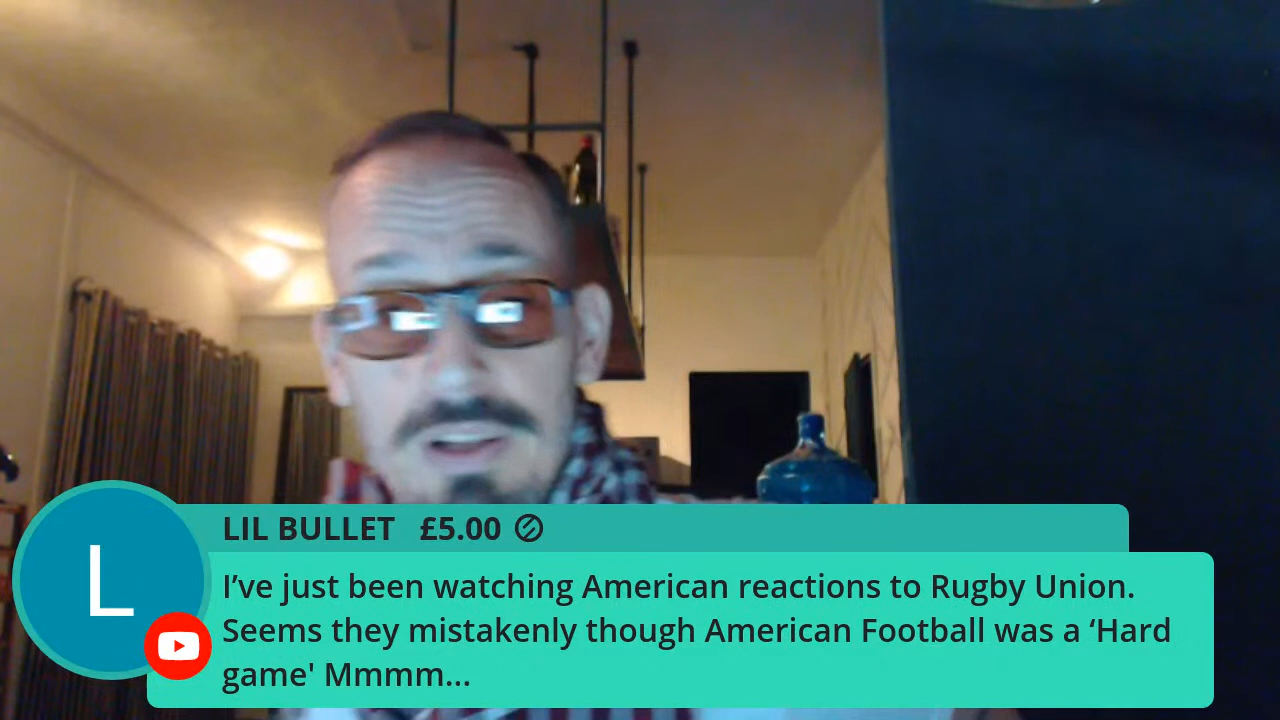 L
LIL BULLET £5.00
I’ve just been watching American reactions to Rugby Union.
Seems they mistakenly though American Football was a ‘Hard
game' Mmmm...